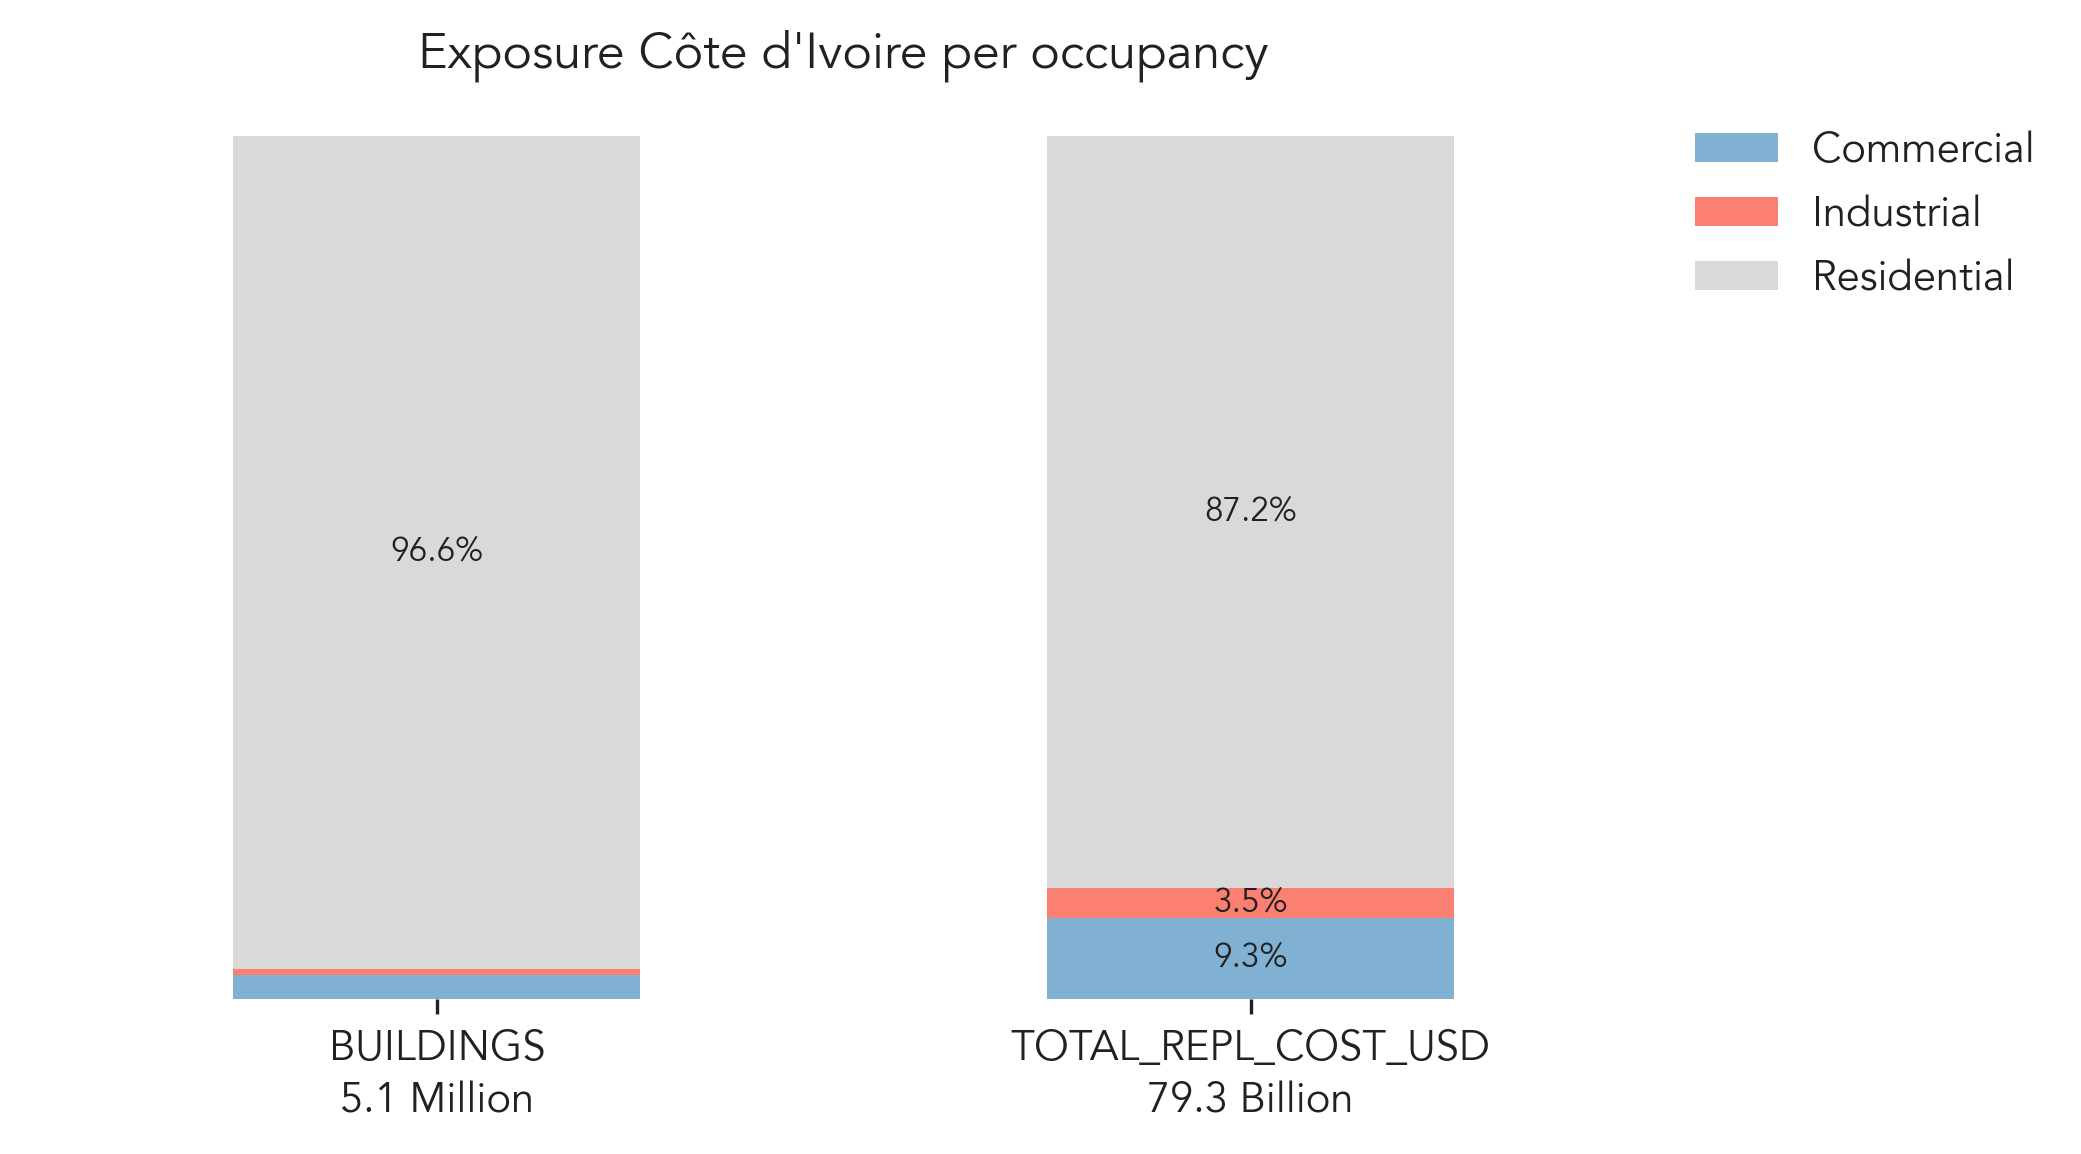 Exposure Côte d'Ivoire per occupancy
Commercial
Industrial
Residential
96.6%
87.2%
3.5%
9.3%
BUILDINGS
5.1 Million
TOTAL_REPL_COST_USD
79.3 Billion